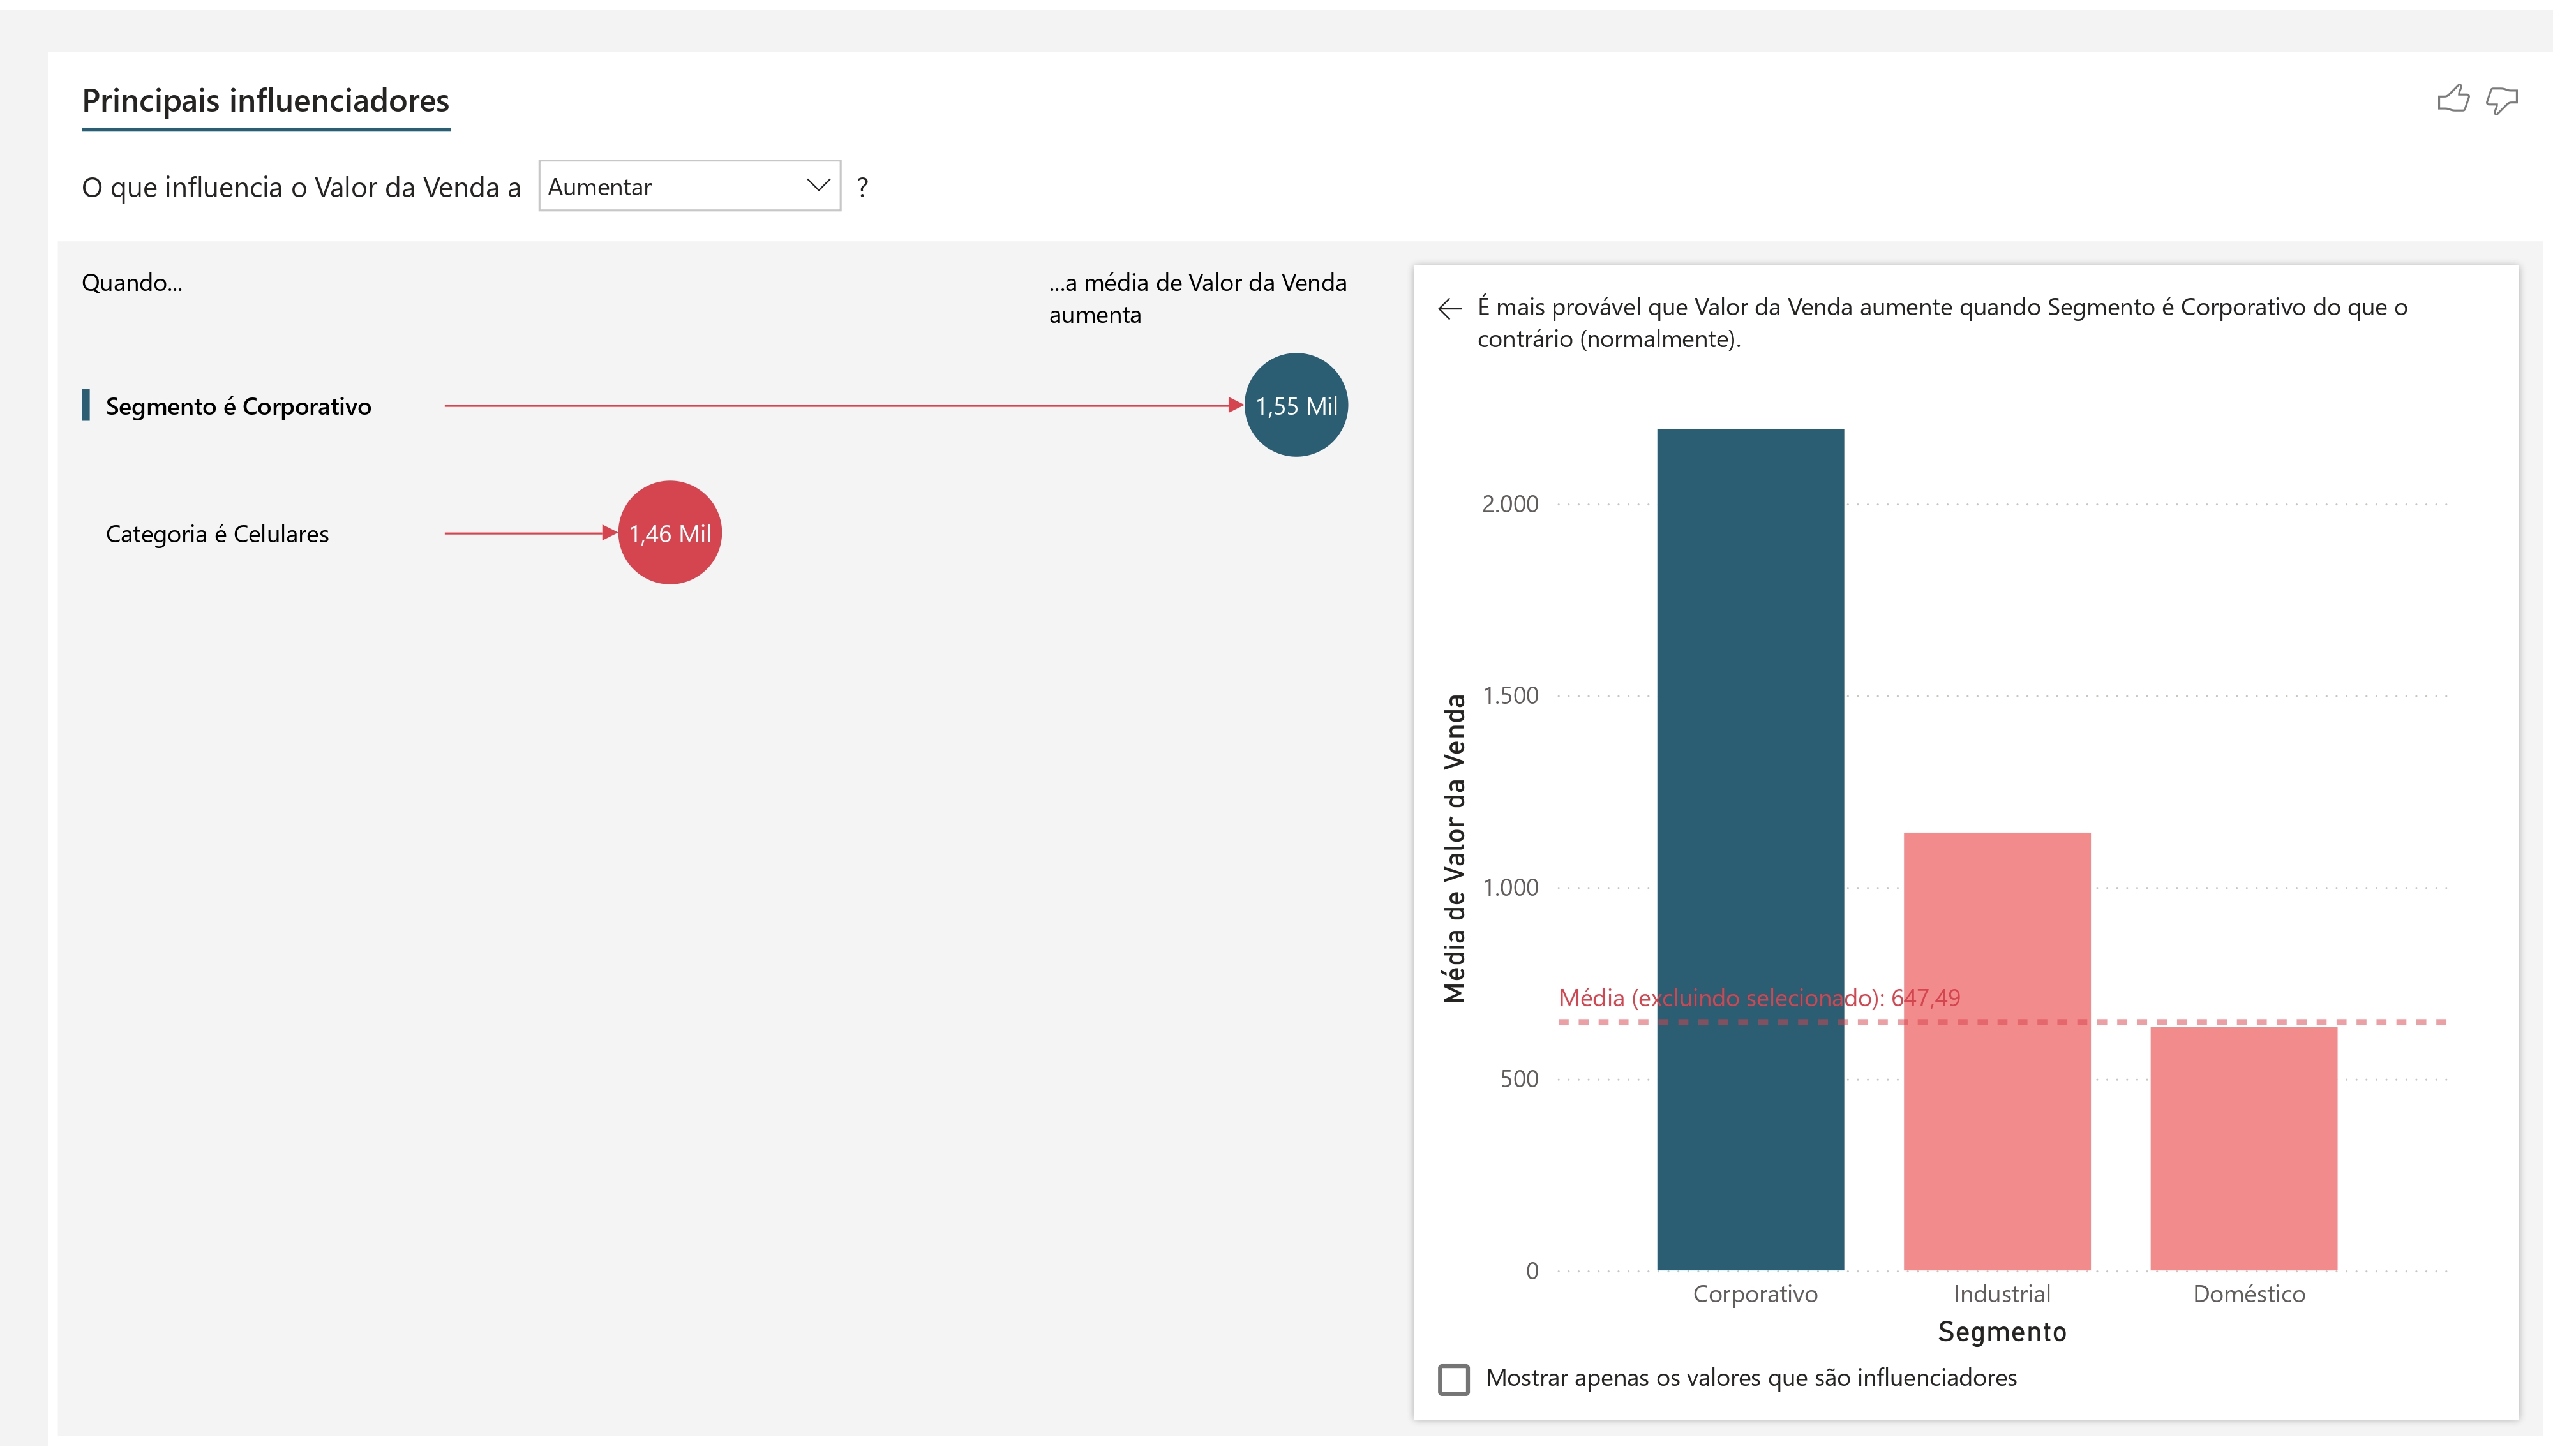 Principais influenciadores
O que influencia o Valor da Venda a Aumentar ?
Quando...
...a média de Valor da Venda
aumenta
Segmento é Corporativo
1,55 Mil
Categoria é Celulares
1,46 Mil
É mais provável que Valor da Venda aumente quando Segmento é Corporativo do que o
contrário (normalmente).
Média de Valor da Venda
2.000
1.500
1.000
500
0
Média (excluindo selecionado): 647,49
Corporativo
Industrial
Doméstico
Segmento
Mostrar apenas os valores que são influenciadores